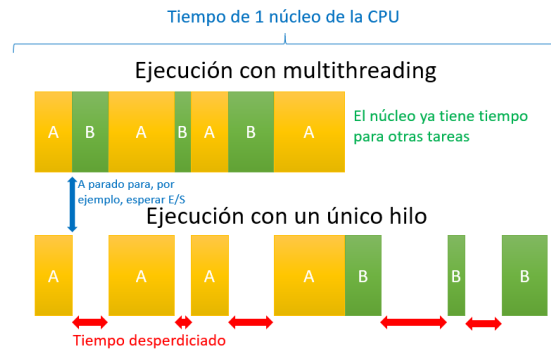 Tiempo de 1 núcleo de la CPU
Ejecución con multithreading
A B A B A B A
El núcleo ya tiene tiempo
para otras tareas
A parado para, por
ejemplo, esperar E/S
Ejecución con un único hilo
A A A A B B B
Tiempo desperdiciado